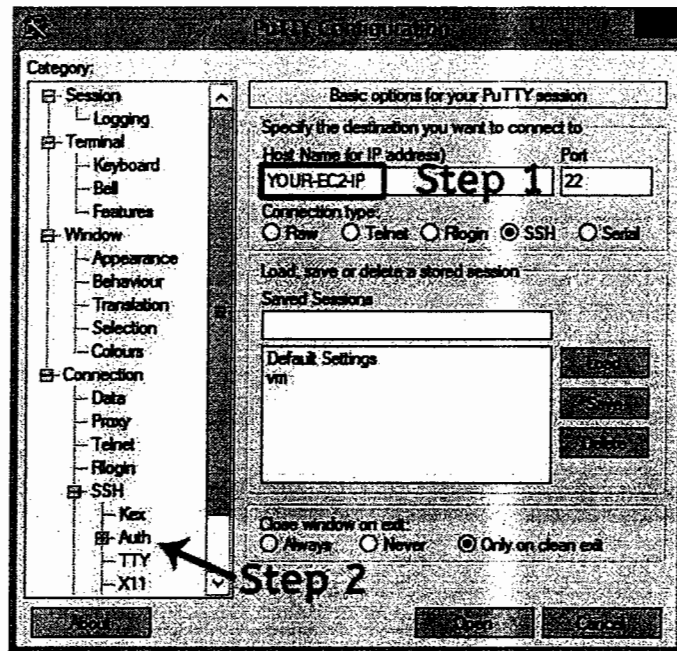 PuTTY Configuration
Category:
Session
Logging
Terminal
Keyboard
Bell
Features
Window
Appearance
Behaviour
Translation
Selection
Colours
Connection
Data
Proxy
Telnet
Rlogin
SSH
Kex
Auth
TTY
X11
Basic options for your PuTTY session
Specify the destination you want to connect to
Host Name (or IP address) Port
YOUR-EC2-IP Step 1 22
Connection type:
Raw Telnet Rlogin SSH Serial
Load, save or delete a stored session
Saved Sessions
Default Settings
vm
Load
Save
Delete
Close window on exit:
Always Never Only on clean exit
Step 2
About Open Cancel